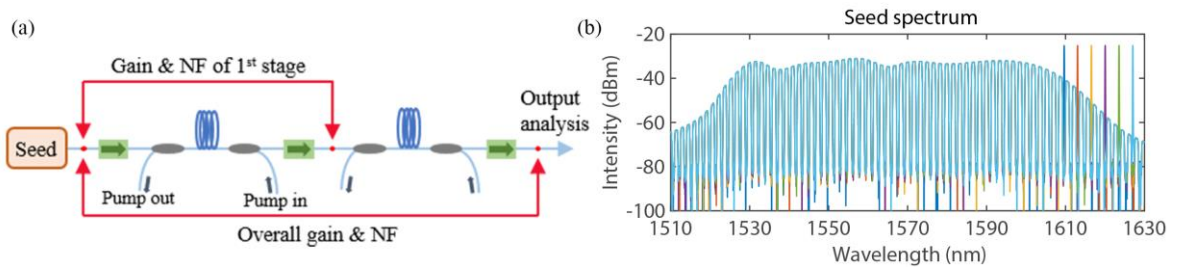 (a)
Gain & NF of 1st stage
Seed
Output
analysis
Pump out
Pump in
Overall gain & NF
(b)
Seed spectrum
Intensity (dBm)
-20
-40
-60
-80
-100
1510
1530
1550
1570
1590
1610
1630
Wavelength (nm)